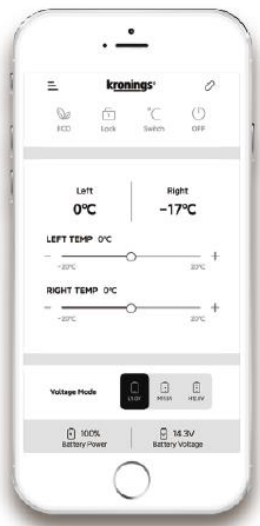 kronings®
ECO Lock Switch OFF
Left Right
0°C -17°C
LEFT TEMP 0°C
- +
-20°C 20°C
RIGHT TEMP 0°C
- +
-20°C 20°C
Voltage Mode
100% 14.3V
Battery Power Battery Voltage